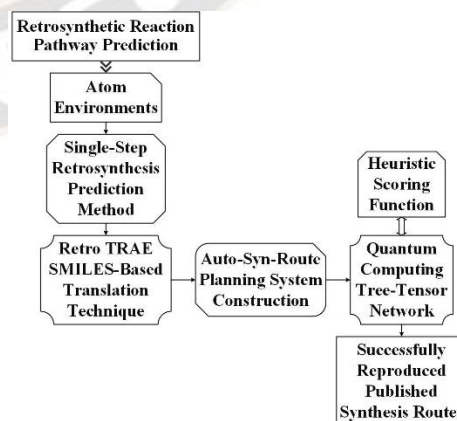 Retrosynthetic Reaction
Pathway Prediction
Atom
Environments
Single-Step
Retrosynthesis
Prediction
Method
Retro TRAE
SMILES-Based
Translation
Technique
Auto-Syn-Route
Planning System
Construction
Heuristic
Scoring
Function
Quantum
Computing
Tree-Tensor
Network
Successfully
Reproduced
Published
Synthesis Route